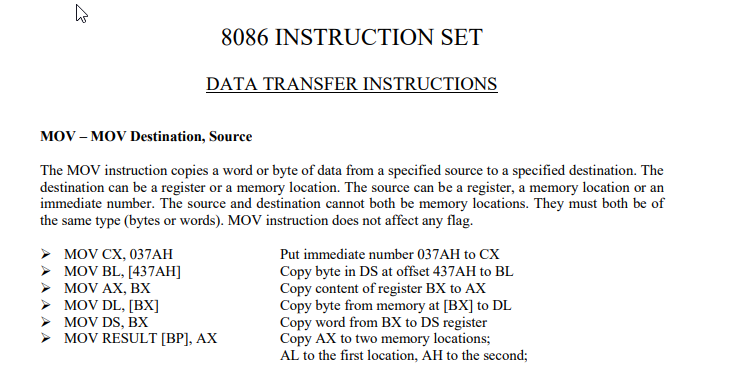 8086 INSTRUCTION SET
DATA TRANSFER INSTRUCTIONS
MOV – MOV Destination, Source
The MOV instruction copies a word or byte of data from a specified source to a specified destination. The
destination can be a register or a memory location. The source can be a register, a memory location or an
immediate number. The source and destination cannot both be memory locations. They must both be of
the same type (bytes or words). MOV instruction does not affect any flag.
➢ MOV CX, 037AH Put immediate number 037AH to CX
➢ MOV BL, [437AH] Copy byte in DS at offset 437AH to BL
➢ MOV AX, BX Copy content of register BX to AX
➢ MOV DL, [BX] Copy byte from memory at [BX] to DL
➢ MOV DS, BX Copy word from BX to DS register
➢ MOV RESULT [BP], AX Copy AX to two memory locations;
AL to the first location, AH to the second;